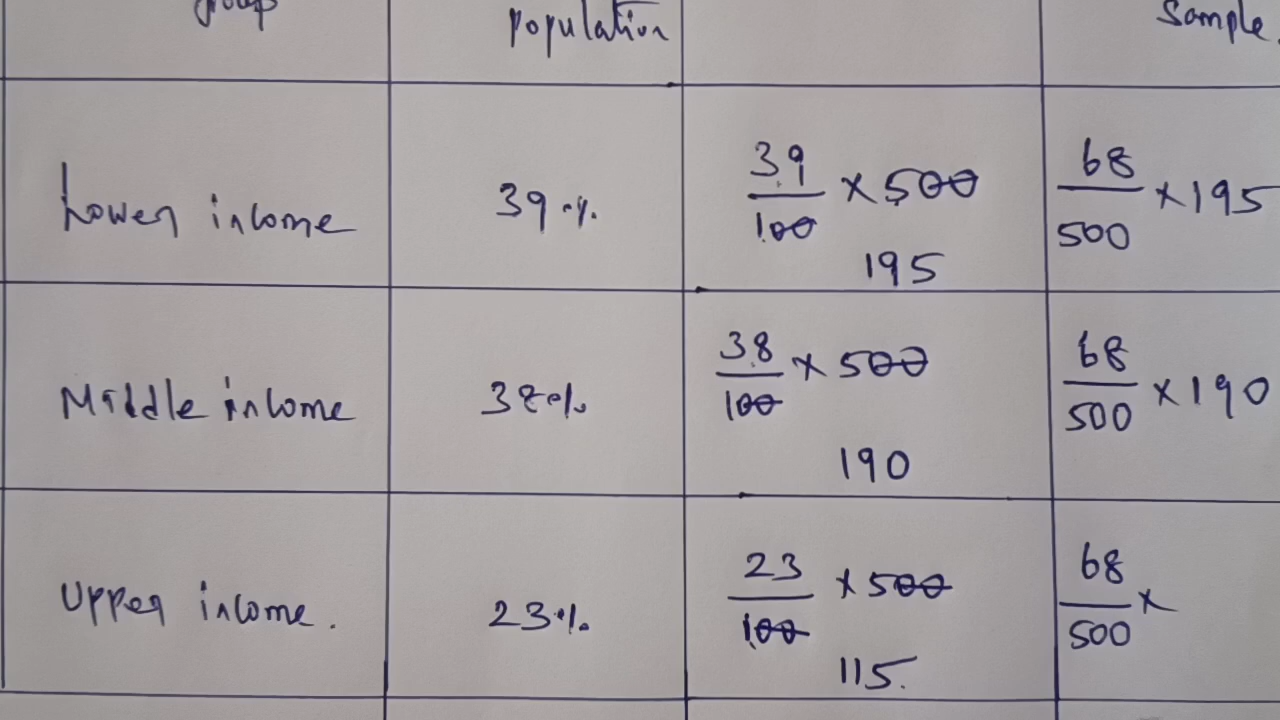 group population sample.
Lower income 39% 39/100 × 500 195 68/500 × 195
Middle income 38% 38/100 × 500 190 68/500 × 190
Upper income. 23% 23/100 × 500 115. 68/500 ×